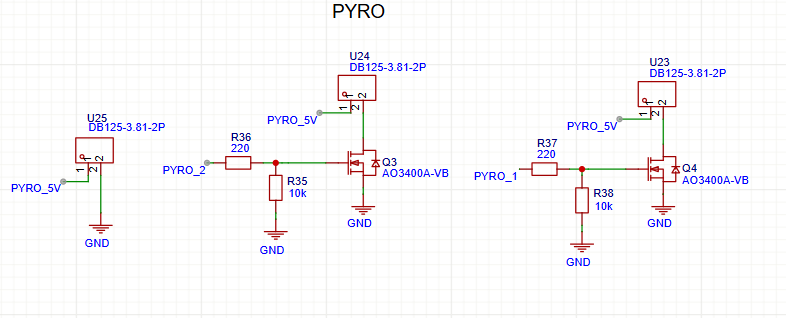 PYRO
U24
DB125-3.81-2P
1
2
PYRO_5V
U23
DB125-3.81-2P
1
2
PYRO_5V
U25
DB125-3.81-2P
1
2
1
2
PYRO_5V
GND
R36
220
PYRO_2
R35
10k
GND
Q3
AO3400A-VB
GND
R37
220
PYRO_1
R38
10k
GND
Q4
AO3400A-VB
GND